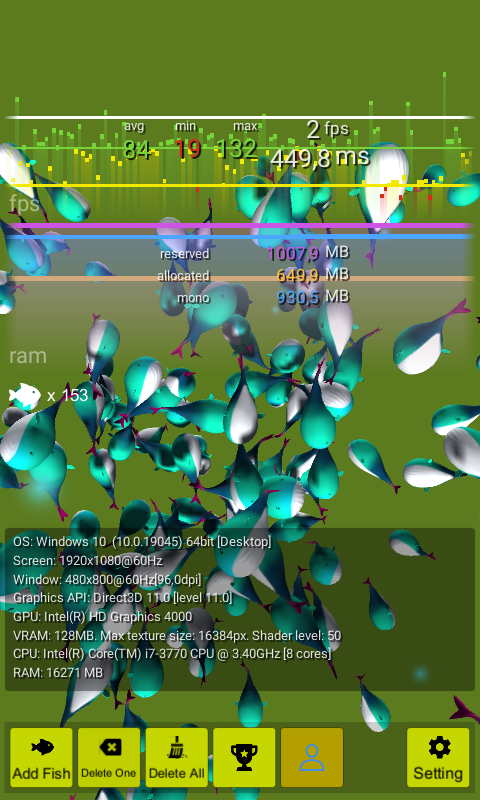 avg min max 2 fps
84 19 132 449,8 ms
fps
reserved 1007,9 MB
allocated 649,9 MB
mono 930,5 MB
ram
x 153
OS: Windows 10 (10.0.19045) 64bit [Desktop]
Screen: 1920x1080@60Hz
Window: 480x800@60Hz[96,0dpi]
Graphics API: Direct3D 11.0 [level 11.0]
GPU: Intel(R) HD Graphics 4000
VRAM: 128MB. Max texture size: 16384px. Shader level: 50
CPU: Intel(R) Core(TM) i7-3770 CPU @ 3.40GHz [8 cores]
RAM: 16271 MB
Add Fish Delete One Delete All Setting